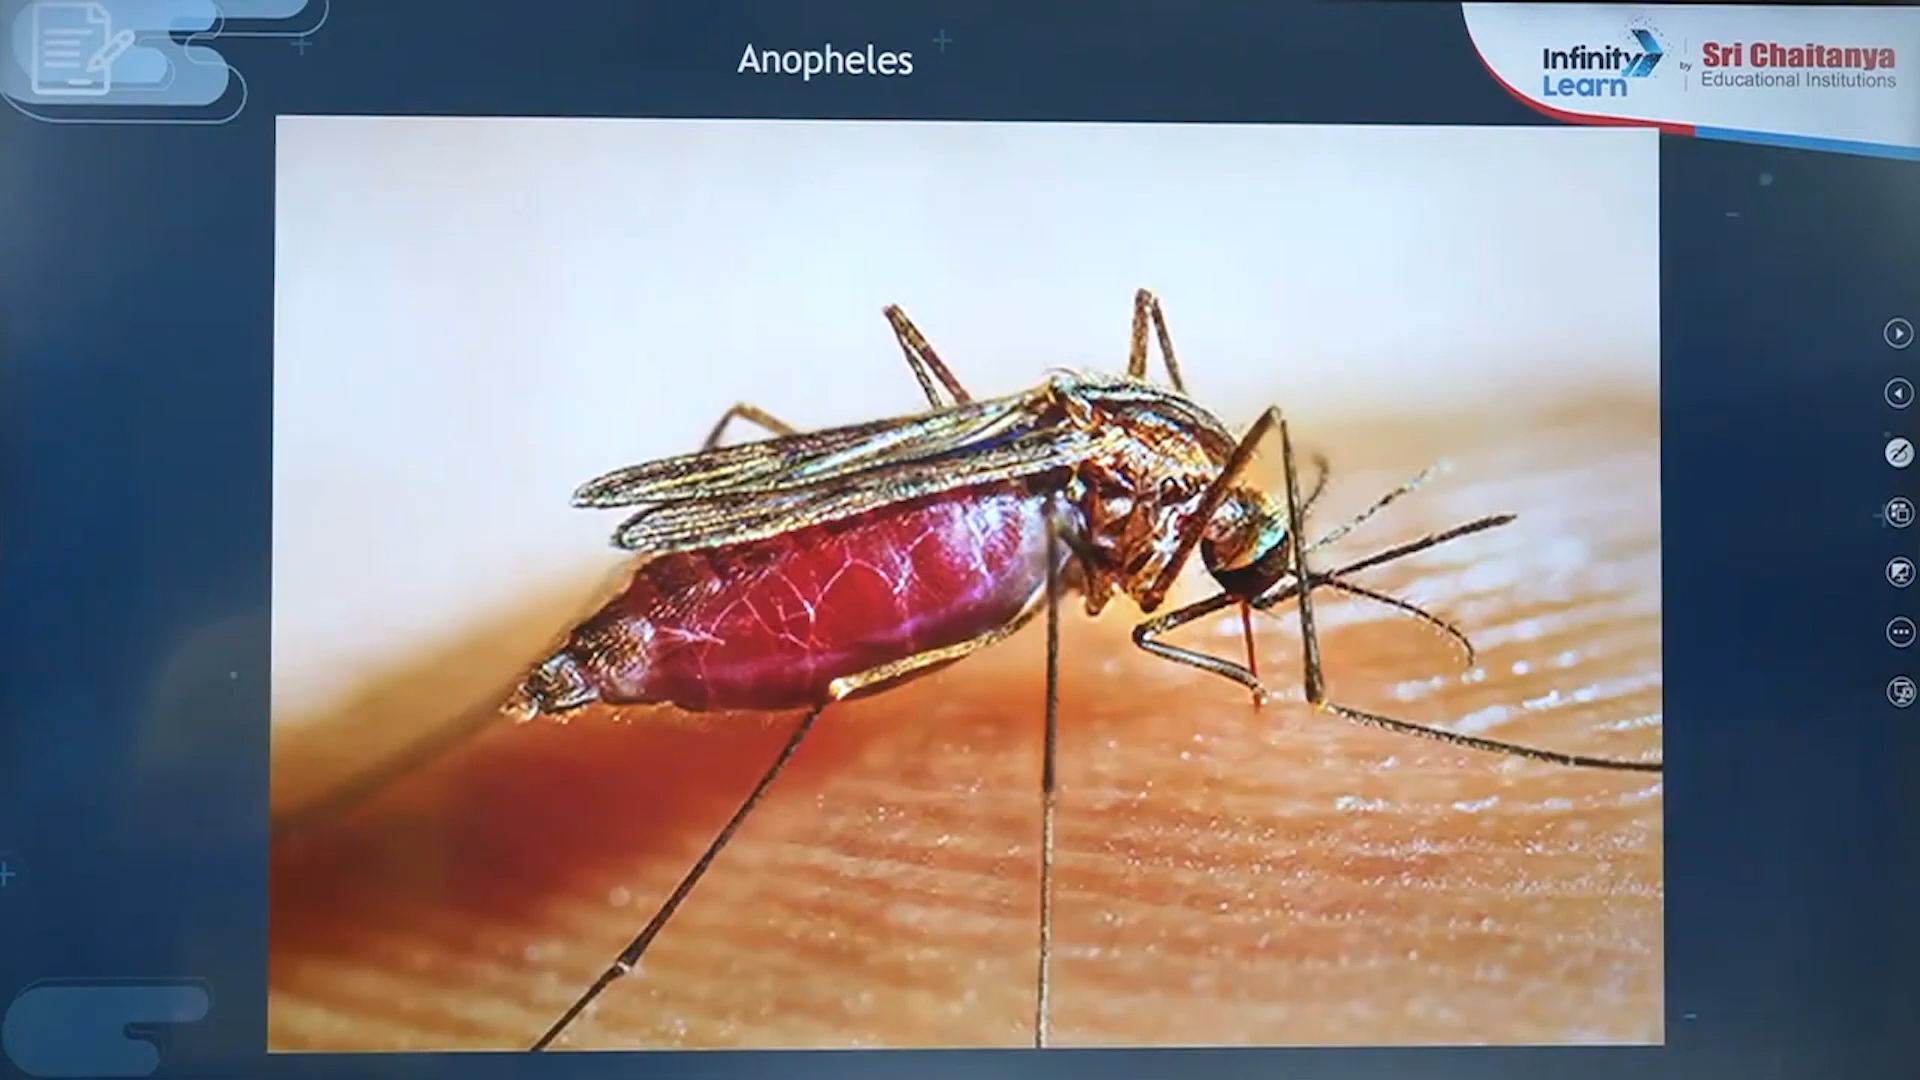 Anopheles
Infinity Learn
by
Sri Chaitanya
Educational Institutions